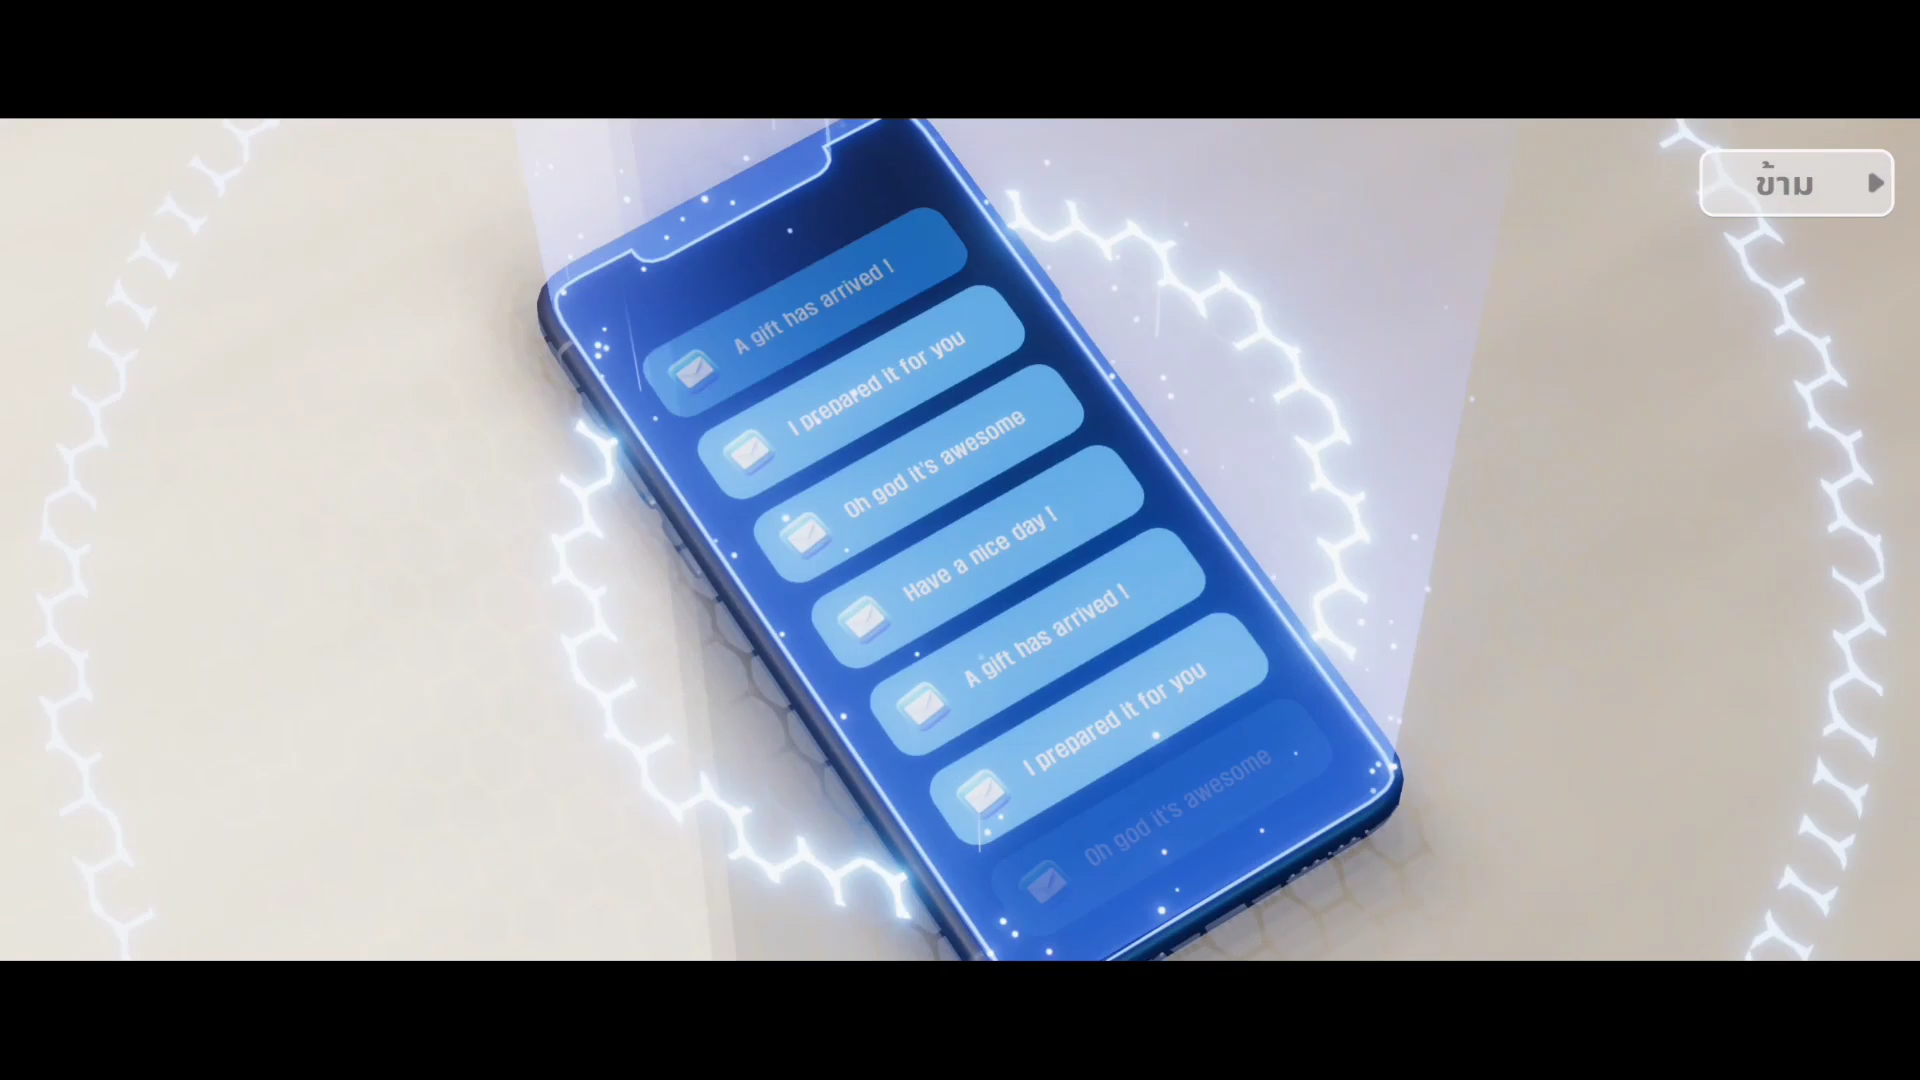 ข้าม
A gift has arrived !
I prepared it for you
Oh god it's awesome
Have a nice day !
A gift has arrived !
I prepared it for you
Oh god it's awesome